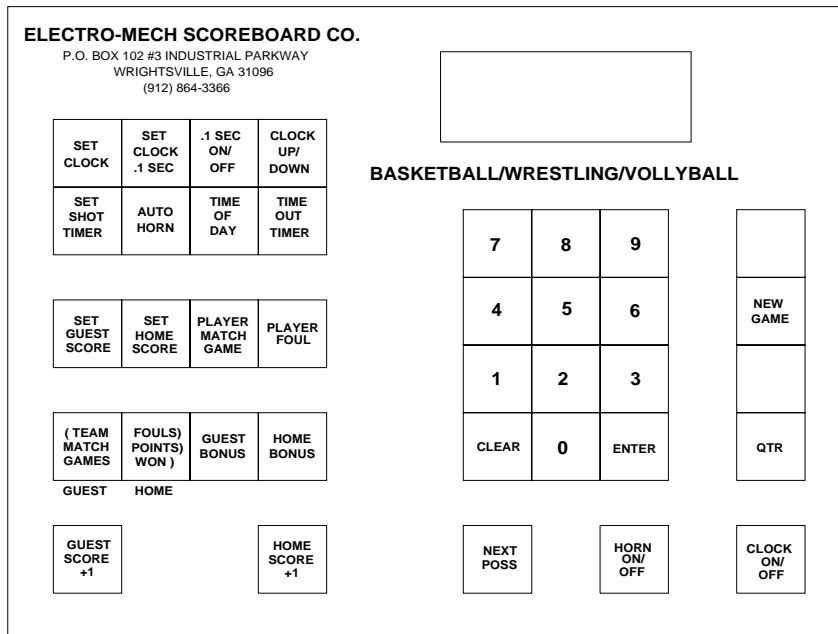 ELECTRO-MECH SCOREBOARD CO.
P.O. BOX 102 #3 INDUSTRIAL PARKWAY
WRIGHTSVILLE, GA 31096
(912) 864-3366
SET
CLOCK
SET
CLOCK
.1 SEC
.1 SEC
ON/
OFF
CLOCK
UP/
DOWN
SET
SHOT
TIMER
AUTO
HORN
TIME
OF
DAY
TIME
OUT
TIMER
SET
GUEST
SCORE
SET
HOME
SCORE
PLAYER
MATCH
GAME
PLAYER
FOUL
( TEAM
MATCH
GAMES
FOULS)
POINTS)
WON )
GUEST
BONUS
HOME
BONUS
GUEST
HOME
GUEST
SCORE
+1
HOME
SCORE
+1
BASKETBALL/WRESTLING/VOLLYBALL
7
8
9
4
5
6
NEW
GAME
1
2
3
CLEAR
0
ENTER
QTR
NEXT
POSS
HORN
ON/
OFF
CLOCK
ON/
OFF